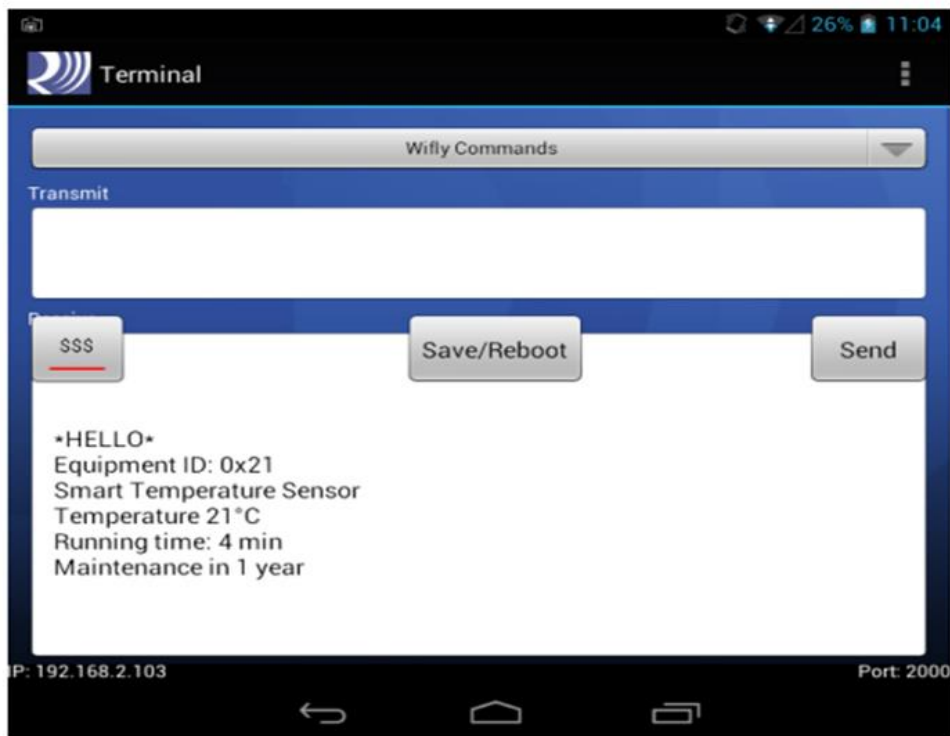 26% 11:04
Terminal
Wifly Commands
Transmit
$$$
Save/Reboot
Send
*HELLO*
Equipment ID: 0x21
Smart Temperature Sensor
Temperature 21°C
Running time: 4 min
Maintenance in 1 year
IP: 192.168.2.103
Port: 2000